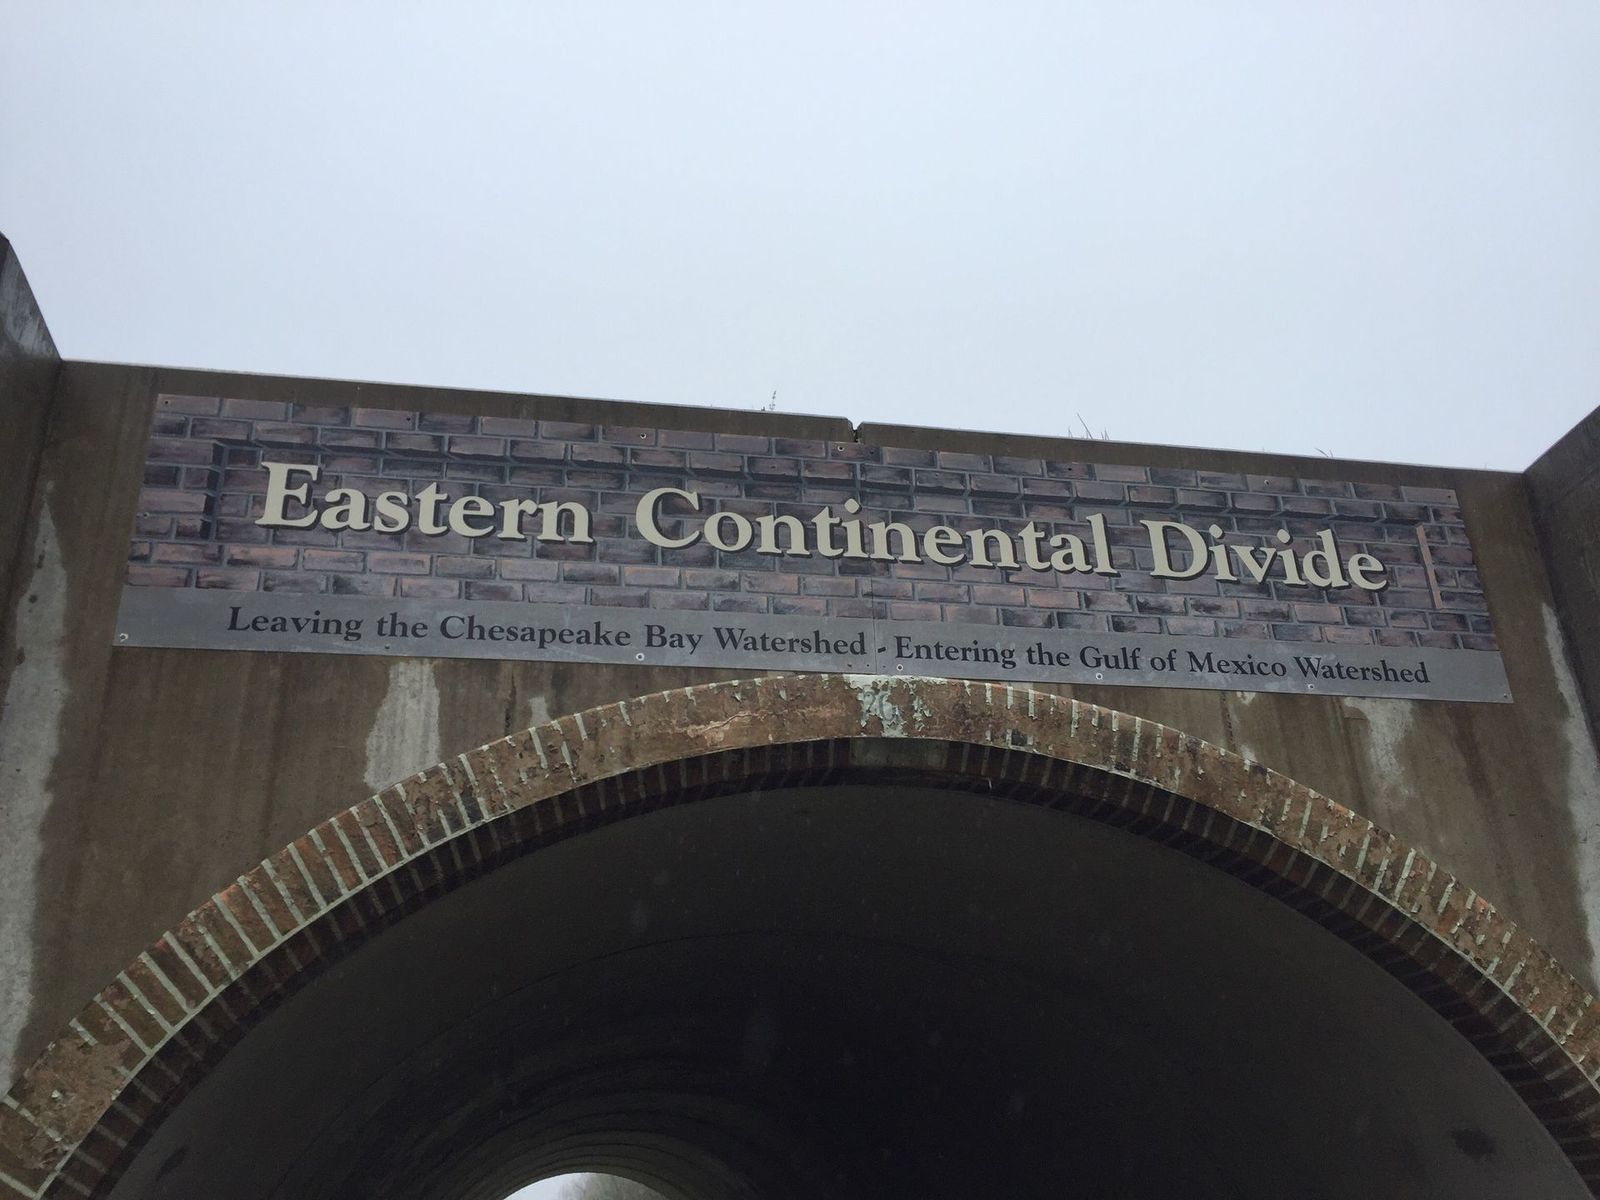 Eastern Continental Divide
Leaving the Chesapeake Bay Watershed - Entering the Gulf of Mexico Watershed